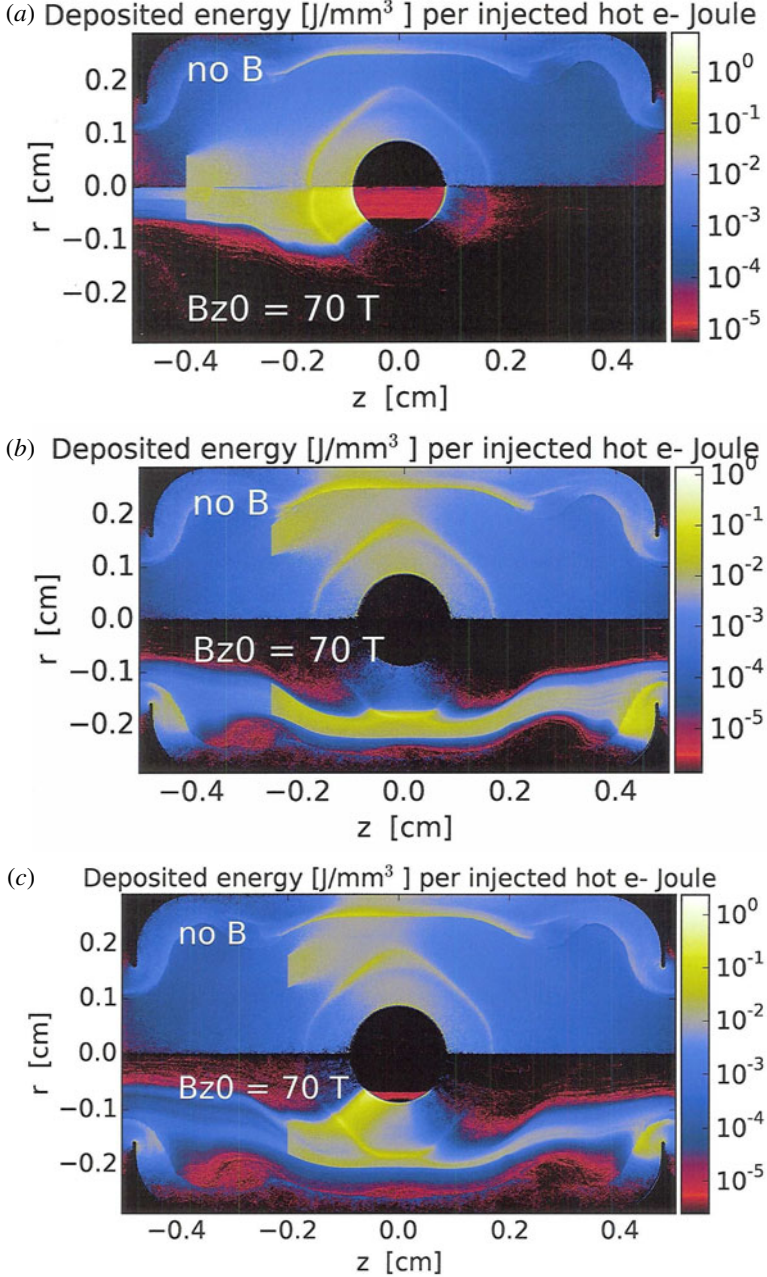 (a) Deposited energy [J/mm³ ] per injected hot e- Joule
no B
Bz0 = 70 T
r [cm]
0.2
0.1
0.0
−0.1
−0.2
−0.4 −0.2 0.0 0.2 0.4
z [cm]
10⁰
10⁻¹
10⁻²
10⁻³
10⁻⁴
10⁻⁵
(b) Deposited energy [J/mm³ ] per injected hot e- Joule
no B
Bz0 = 70 T
r [cm]
0.2
0.1
0.0
−0.1
−0.2
−0.4 −0.2 0.0 0.2 0.4
z [cm]
10⁰
10⁻¹
10⁻²
10⁻³
10⁻⁴
10⁻⁵
(c) Deposited energy [J/mm³ ] per injected hot e- Joule
no B
Bz0 = 70 T
r [cm]
0.2
0.1
0.0
−0.1
−0.2
−0.4 −0.2 0.0 0.2 0.4
z [cm]
10⁰
10⁻¹
10⁻²
10⁻³
10⁻⁴
10⁻⁵